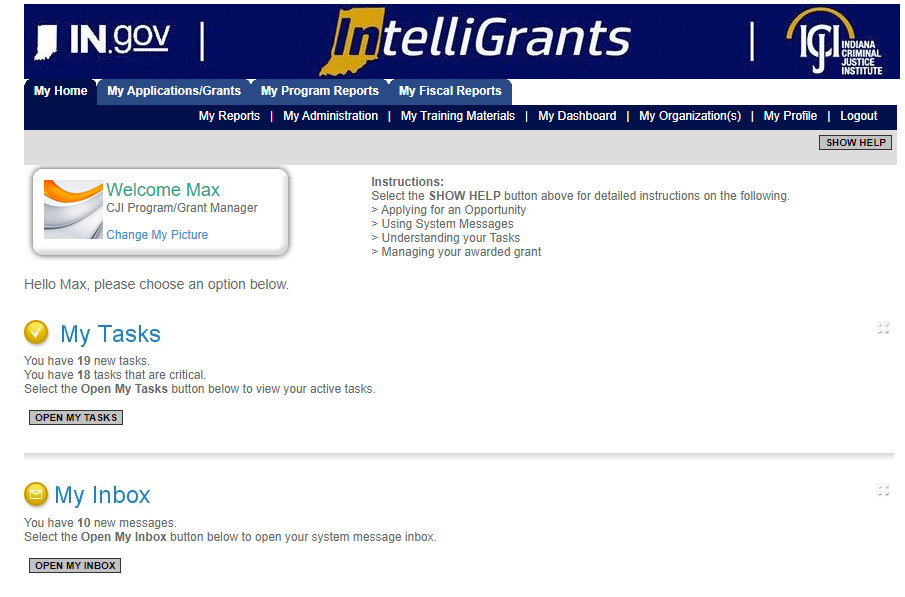 IN.gov | IntelliGrants | ICJI INDIANA CRIMINAL JUSTICE INSTITUTE
My Home My Applications/Grants My Program Reports My Fiscal Reports
My Reports | My Administration | My Training Materials | My Dashboard | My Organization(s) | My Profile | Logout
SHOW HELP
Welcome Max
CJI Program/Grant Manager
Change My Picture
Instructions:
Select the SHOW HELP button above for detailed instructions on the following.
> Applying for an Opportunity
> Using System Messages
> Understanding your Tasks
> Managing your awarded grant
Hello Max, please choose an option below.
My Tasks
You have 19 new tasks.
You have 18 tasks that are critical.
Select the Open My Tasks button below to view your active tasks.
OPEN MY TASKS
My Inbox
You have 10 new messages.
Select the Open My Inbox button below to open your system message inbox.
OPEN MY INBOX